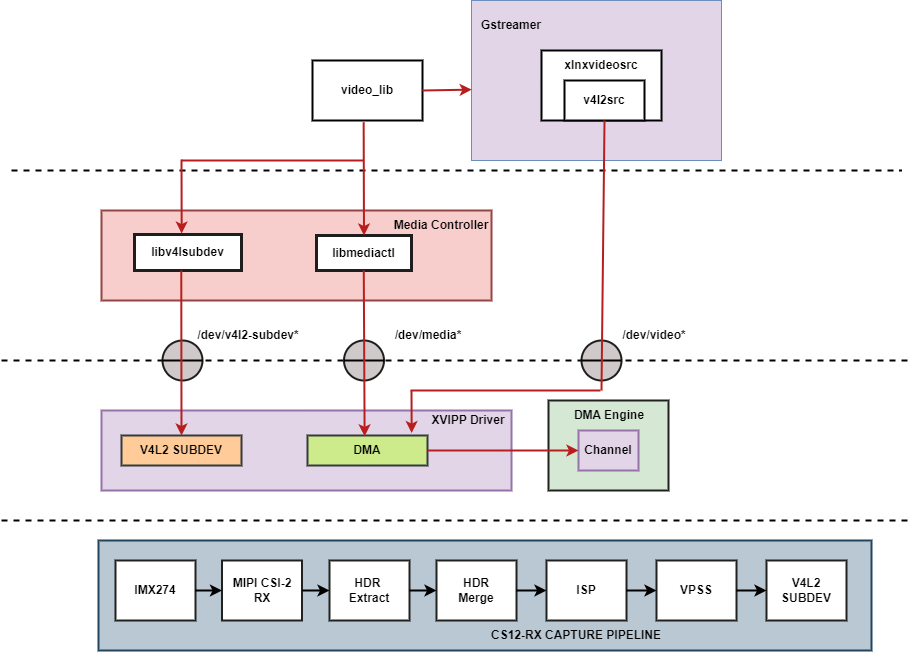 Gstreamer
xlnxvideosrc
video_lib
v4l2src
Media Controller
libv4lsubdev
libmediactl
/dev/v4l2-subdev*
/dev/media*
/dev/video*
XVIPP Driver
DMA Engine
V4L2 SUBDEV
DMA
Channel
IMX274
MIPI CSI-2
RX
HDR
Extract
HDR
Merge
ISP
VPSS
V4L2
SUBDEV
CS12-RX CAPTURE PIPELINE